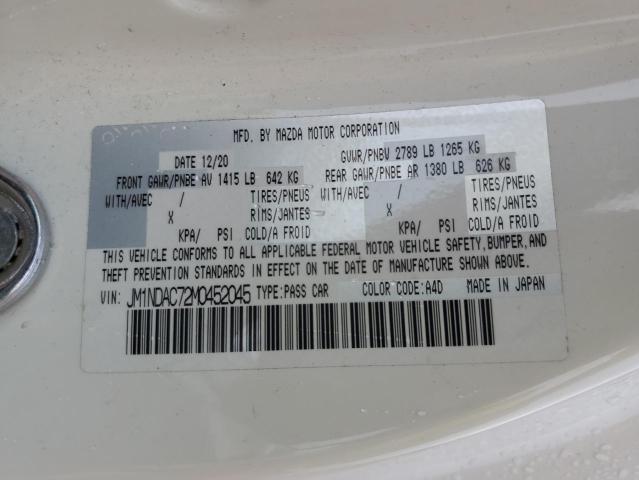 MFD. BY MAZDA MOTOR CORPORATION
DATE 12/20 GVWR/PNBV 2789 LB 1265 KG
FRONT GAWR/PNBE AV 1415 LB 642 KG REAR GAWR/PNBE AR 1380 LB 626 KG
WITH/AVEC / TIRES/PNEUS WITH/AVEC / TIRES/PNEUS
X RIMS/JANTES X RIMS/JANTES
KPA/ PSI COLD/A FROID KPA/ PSI COLD/A FROID
THIS VEHICLE CONFORMS TO ALL APPLICABLE FEDERAL MOTOR VEHICLE SAFETY, BUMPER, AND
THEFT PREVENTION STANDARDS IN EFFECT ON THE DATE OF MANUFACTURE SHOWN ABOVE.
VIN: JM1NDAC72M0452045 TYPE:PASS CAR COLOR CODE:A4D MADE IN JAPAN